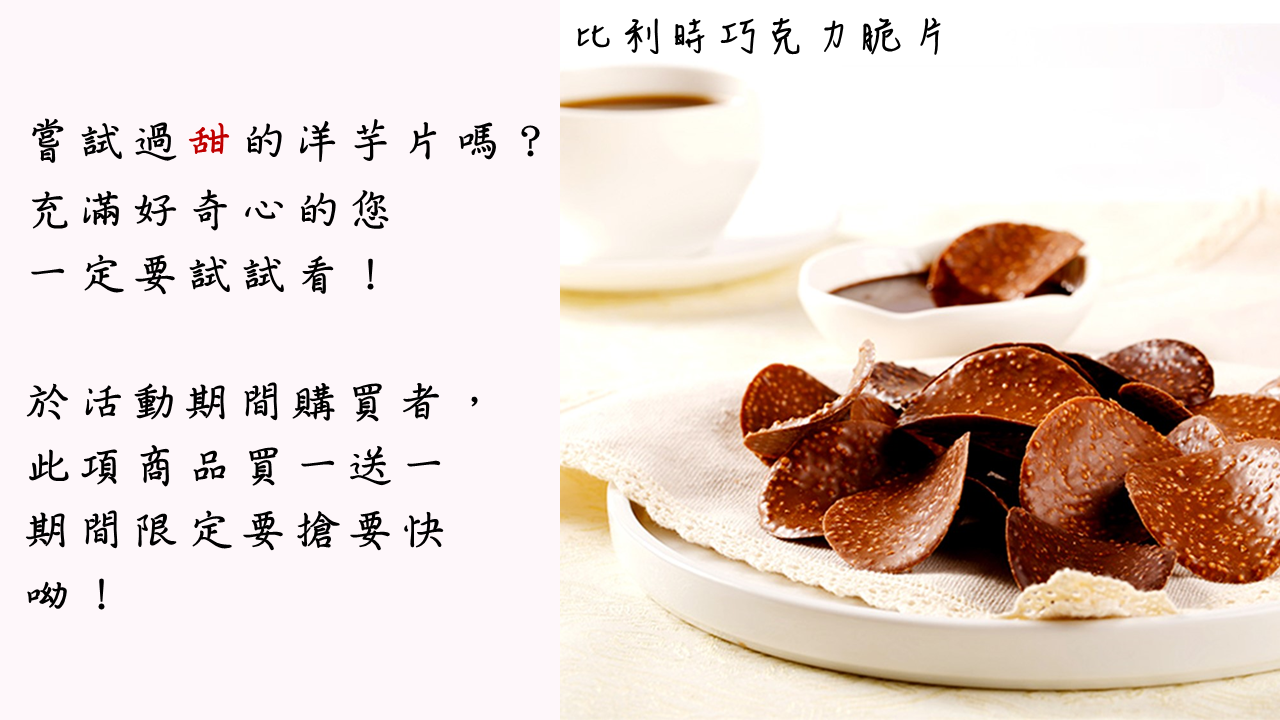 比利時巧克力脆片
嘗試過甜的洋芋片嗎？
充滿好奇心的您
一定要試試看！
於活動期間購買者，
此項商品買一送一
期間限定要搶要快
呦！